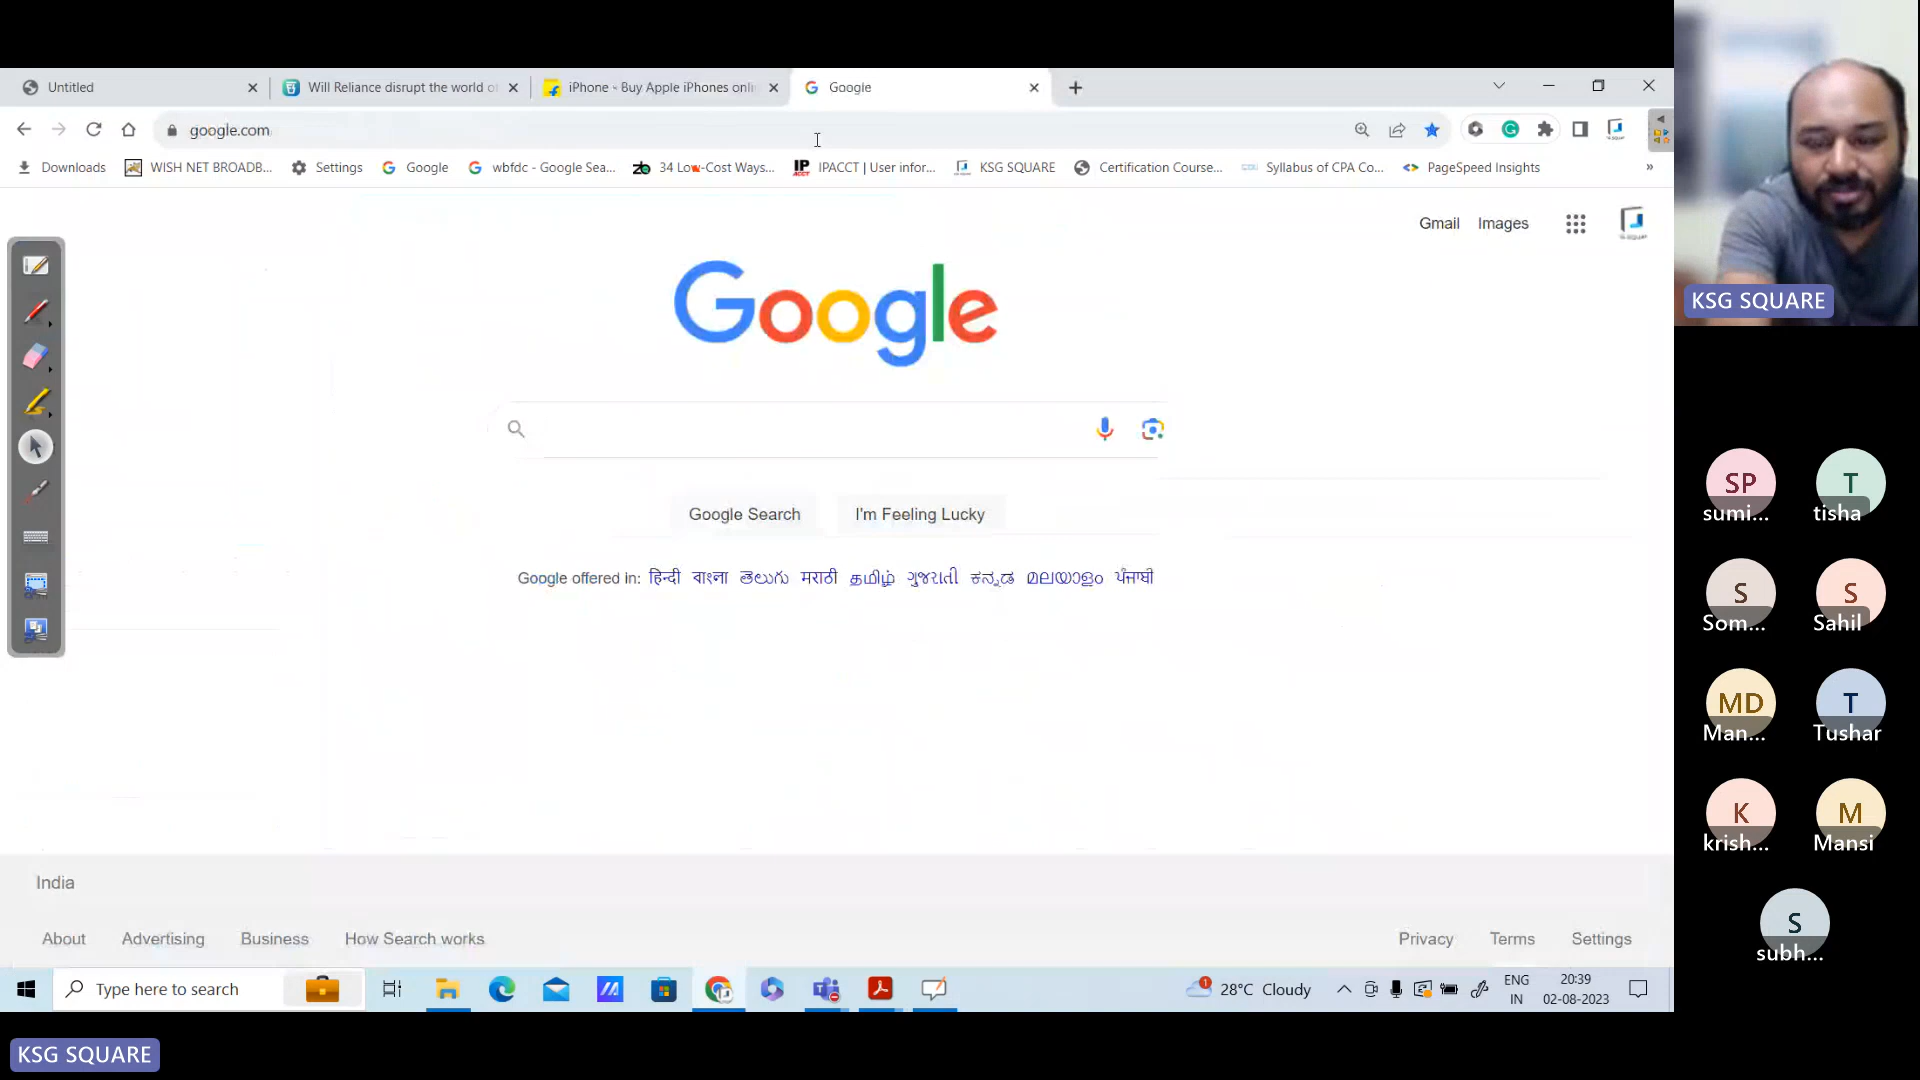 Untitled
Will Reliance disrupt the world of
iPhone - Buy Apple iPhones onli
Google
google.com
Downloads
WISH NET BROADB...
Settings
Google
wbfdc - Google Sea...
34 Low-Cost Ways...
IPACCT | User infor...
KSG SQUARE
Certification Course...
Syllabus of CPA Co...
PageSpeed Insights
Gmail Images
Google
Google Search
I'm Feeling Lucky
Google offered in: हिन्दी বাংলা తెలుగు मराठी தமிழ் ગુજરાતી ಕನ್ನಡ മലയാളം ਪੰਜਾਬੀ
India
About Advertising Business How Search works
Privacy Terms Settings
Type here to search
28°C Cloudy
ENG
IN
20:39
02-08-2023
KSG SQUARE
KSG SQUARE
SP
sumi...
T
tisha
S
Som...
S
Sahil
MD
Man...
T
Tushar
K
krish...
M
Mansi
S
subh...